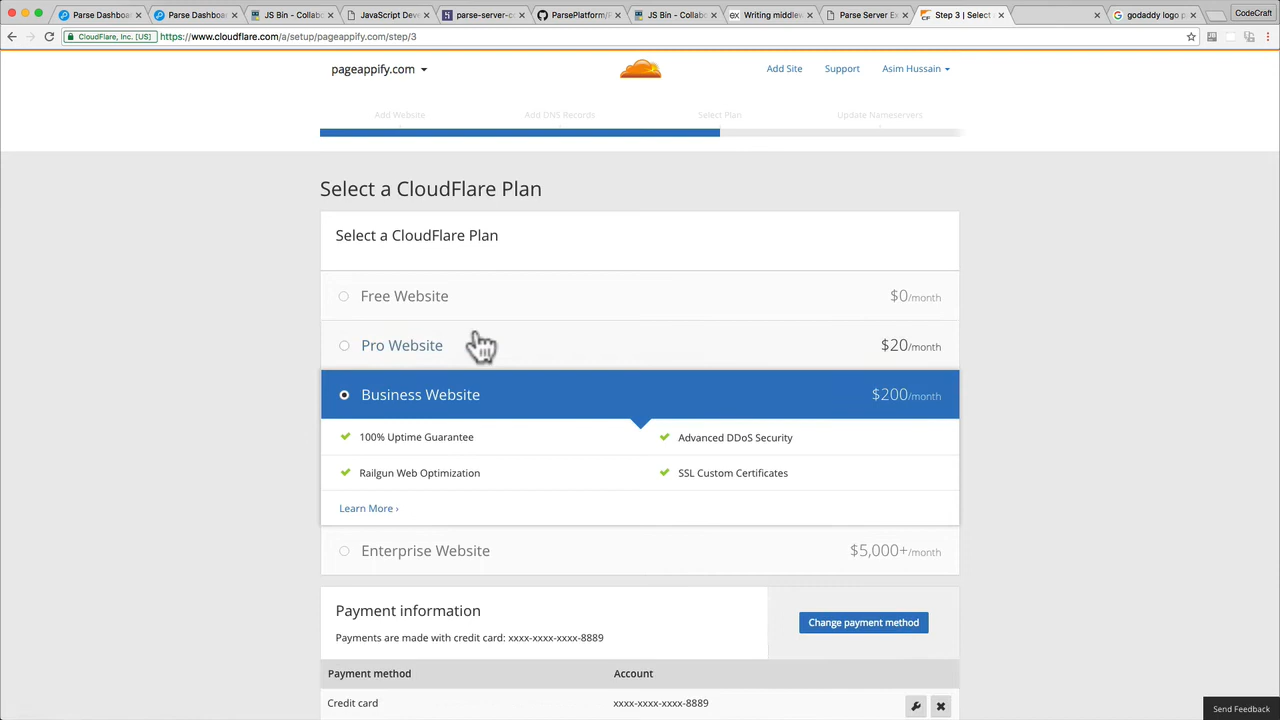 Parse Dashboa
Parse Dashboa
JS Bin - Collabo
JavaScript Deve
parse-server-co
ParsePlatform/P
JS Bin - Collabo
Writing middlew
Parse Server Ex
Step 3 | Select
godaddy logo p
CodeCraft
CloudFlare, Inc. [US] https://www.cloudflare.com/a/setup/pageappify.com/step/3
pageappify.com Add Site Support Asim Hussain
Add Website Add DNS Records Select Plan Update Nameservers
Select a CloudFlare Plan
Select a CloudFlare Plan
Free Website $0/month
Pro Website $20/month
Business Website $200/month
100% Uptime Guarantee Advanced DDoS Security
Railgun Web Optimization SSL Custom Certificates
Learn More ›
Enterprise Website $5,000+/month
Payment information
Change payment method
Payments are made with credit card: xxxx-xxxx-xxxx-8889
Payment method Account
Credit card xxxx-xxxx-xxxx-8889
Send Feedback